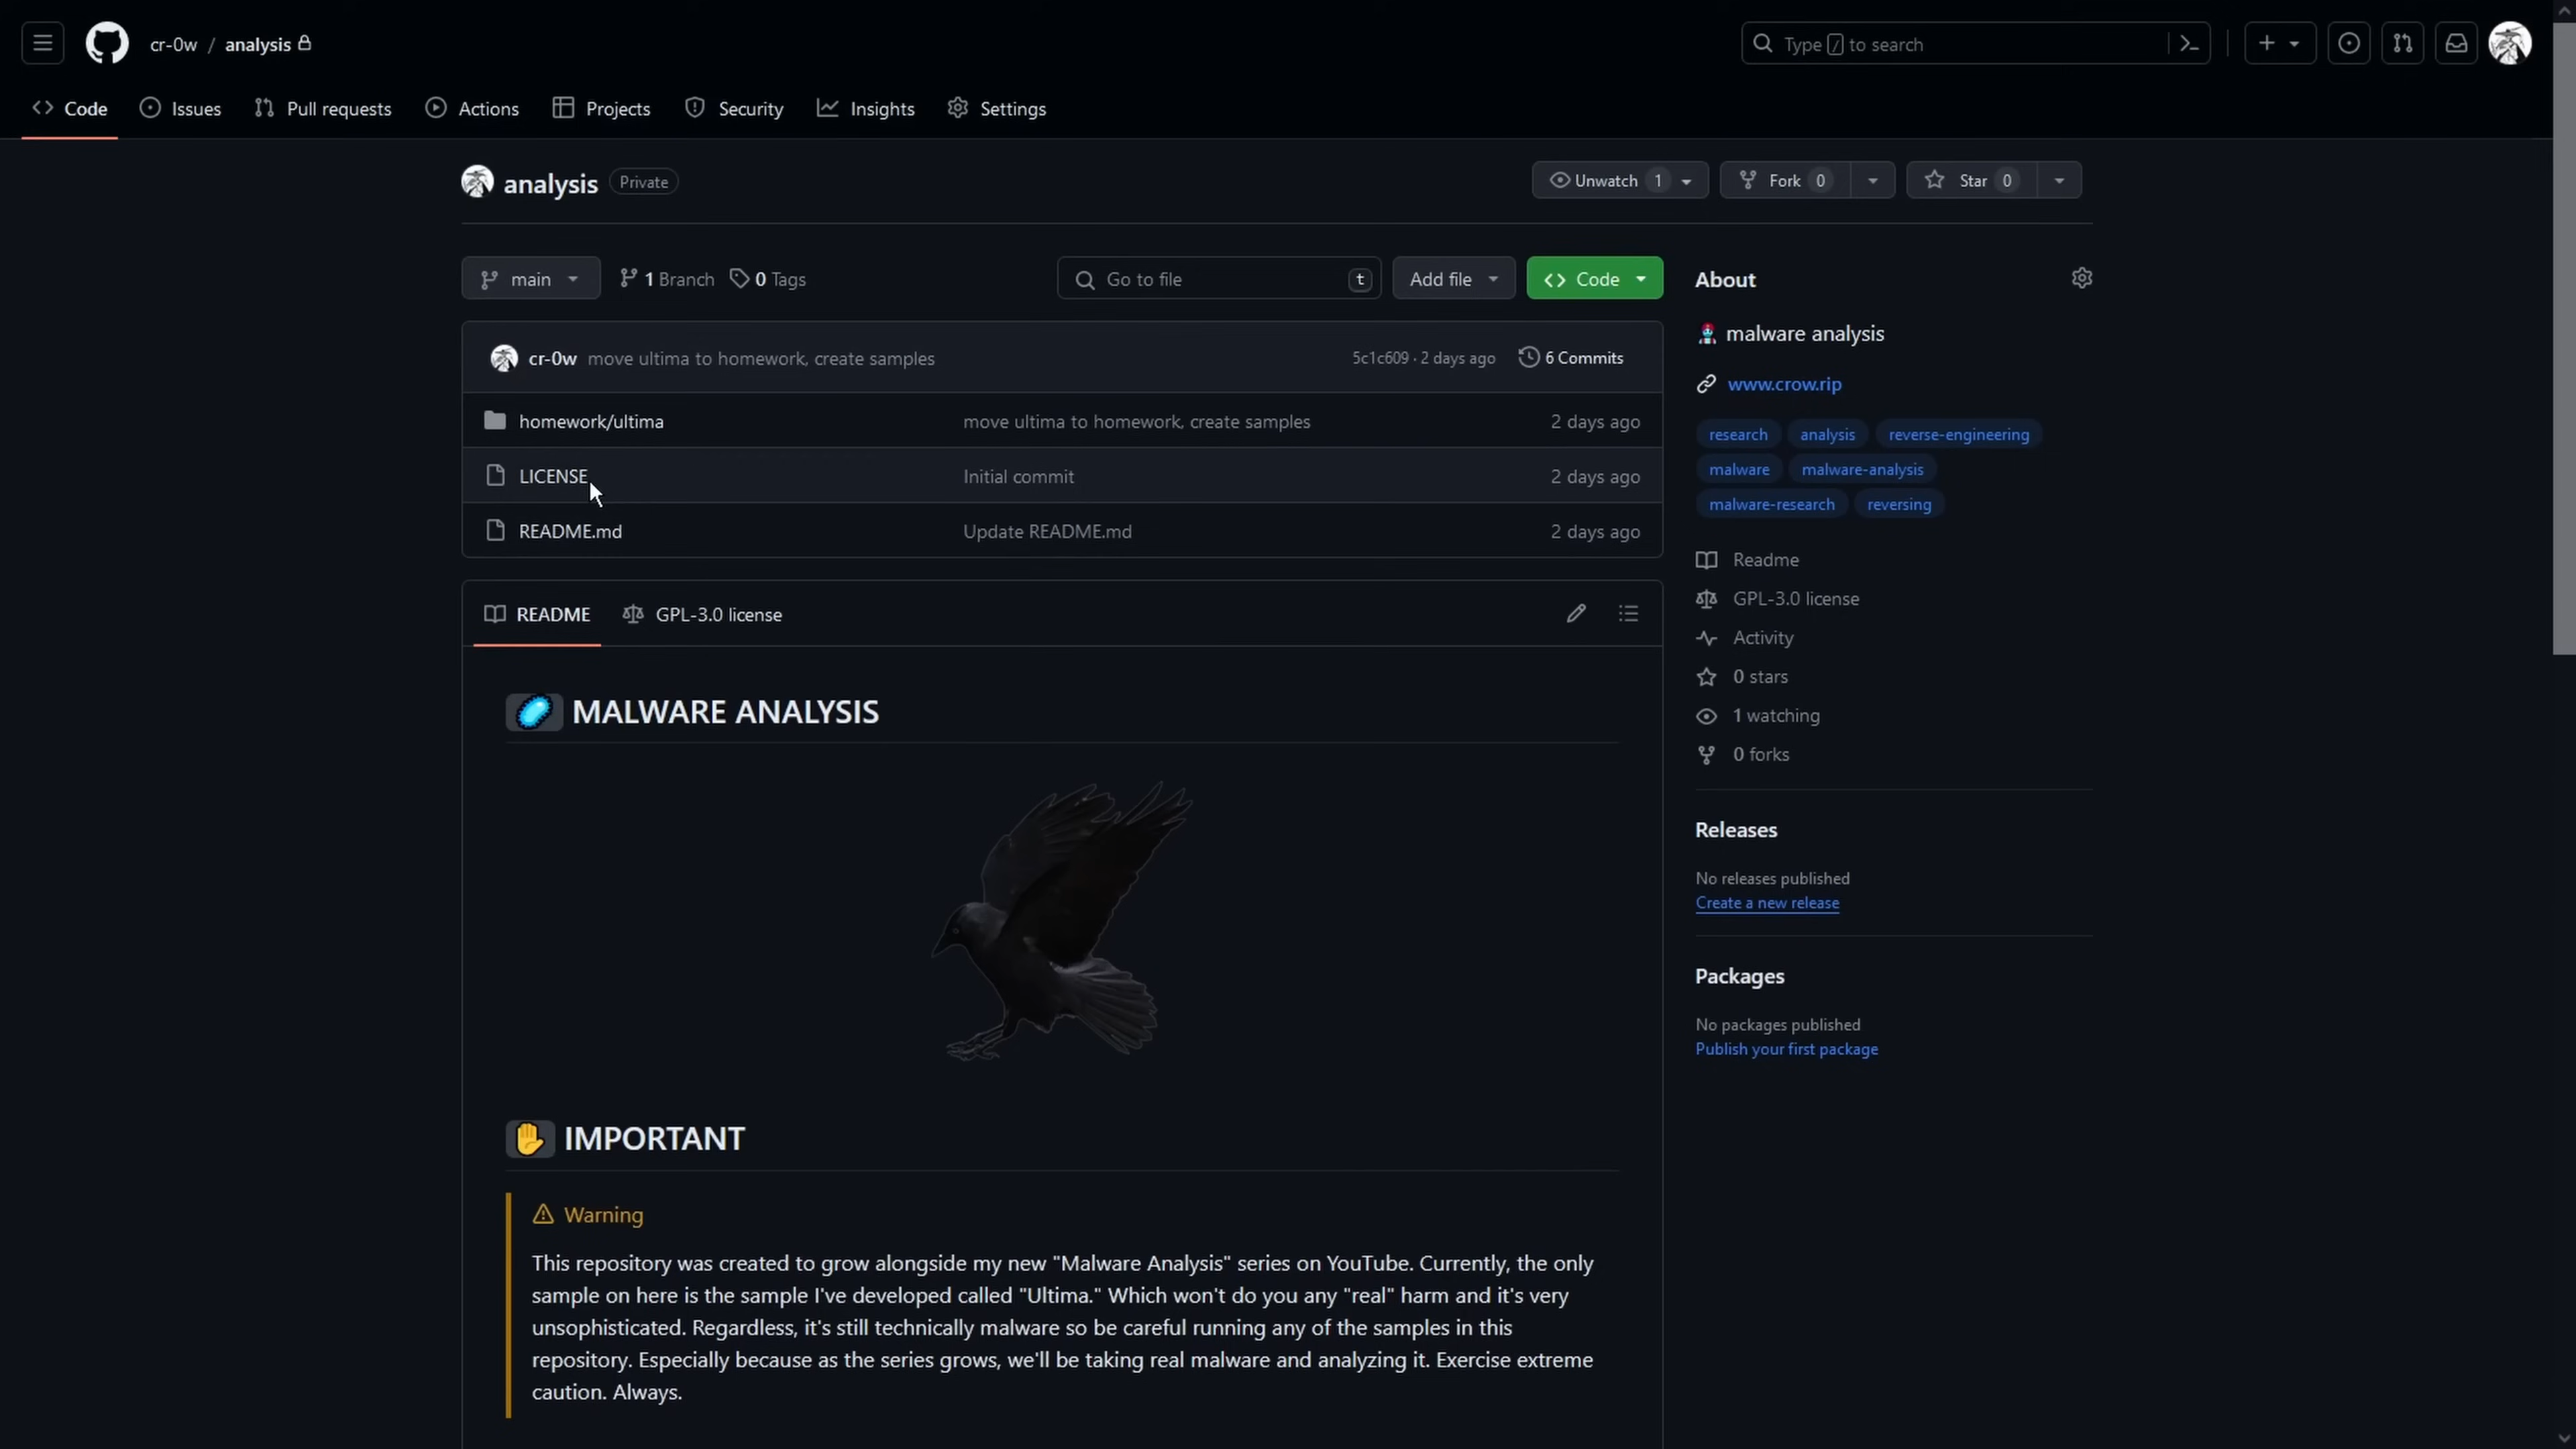 cr-0w / analysis
Type / to search
Code
Issues
Pull requests
Actions
Projects
Security
Insights
Settings
analysis Private
Unwatch 1
Fork 0
Star 0
main
1 Branch
0 Tags
Go to file t
Add file
Code
cr-0w move ultima to homework, create samples 5c1c609 · 2 days ago 6 Commits
homework/ultima move ultima to homework, create samples 2 days ago
LICENSE Initial commit 2 days ago
README.md Update README.md 2 days ago
README GPL-3.0 license
MALWARE ANALYSIS
IMPORTANT
Warning
This repository was created to grow alongside my new "Malware Analysis" series on YouTube. Currently, the only
sample on here is the sample I've developed called "Ultima." Which won't do you any "real" harm and it's very
unsophisticated. Regardless, it's still technically malware so be careful running any of the samples in this
repository. Especially because as the series grows, we'll be taking real malware and analyzing it. Exercise extreme
caution. Always.
About
malware analysis
www.crow.rip
research analysis reverse-engineering
malware malware-analysis
malware-research reversing
Readme
GPL-3.0 license
Activity
0 stars
1 watching
0 forks
Releases
No releases published
Create a new release
Packages
No packages published
Publish your first package